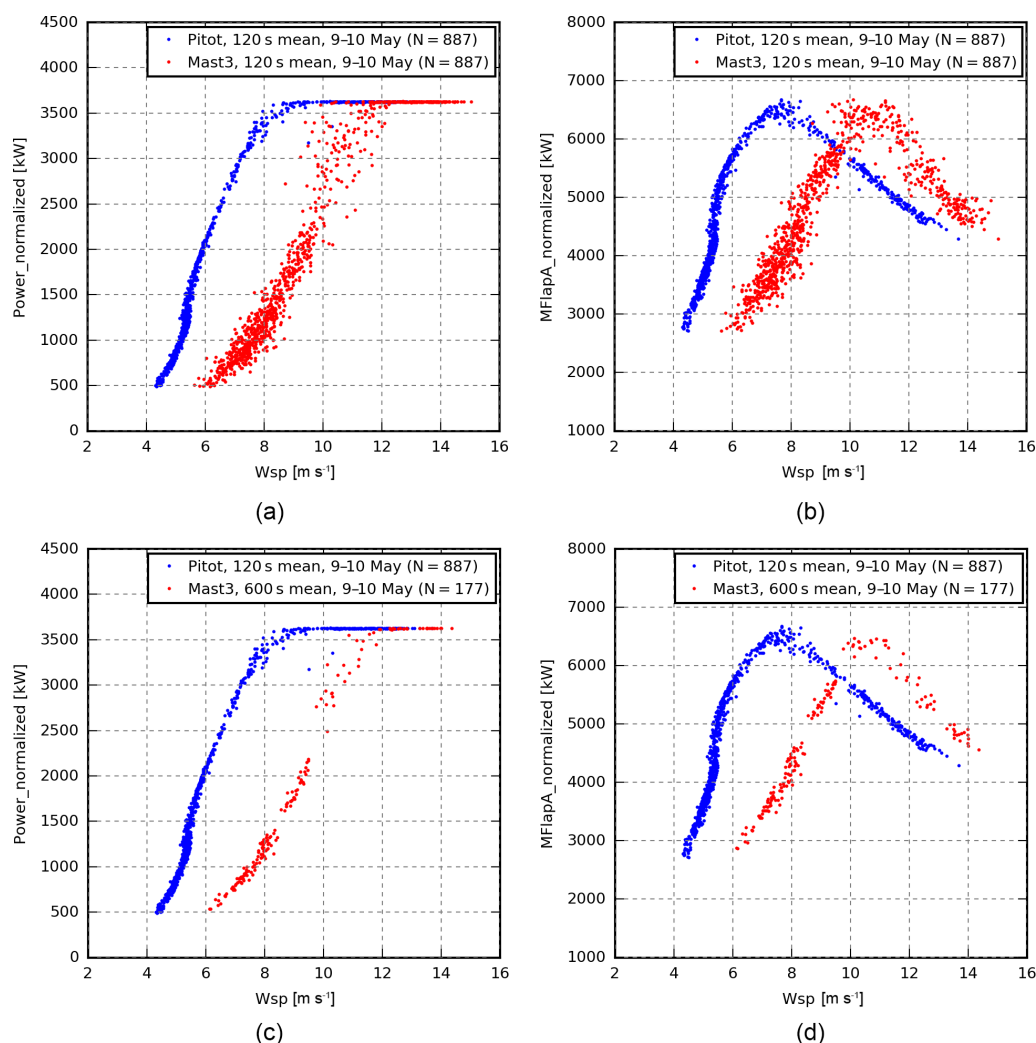 Pitot, 120 s mean, 9–10 May (N = 887)
Mast3, 120 s mean, 9–10 May (N = 887)
Power_normalized [kW]
4500
4000
3500
3000
2500
2000
1500
1000
500
0
2 4 6 8 10 12 14 16
Wsp [m s⁻¹]
(a)
Pitot, 120 s mean, 9–10 May (N = 887)
Mast3, 120 s mean, 9–10 May (N = 887)
MFlapA_normalized [kW]
8000
7000
6000
5000
4000
3000
2000
1000
2 4 6 8 10 12 14 16
Wsp [m s⁻¹]
(b)
Pitot, 120 s mean, 9–10 May (N = 887)
Mast3, 600 s mean, 9–10 May (N = 177)
Power_normalized [kW]
4500
4000
3500
3000
2500
2000
1500
1000
500
0
2 4 6 8 10 12 14 16
Wsp [m s⁻¹]
(c)
Pitot, 120 s mean, 9–10 May (N = 887)
Mast3, 600 s mean, 9–10 May (N = 177)
MFlapA_normalized [kW]
8000
7000
6000
5000
4000
3000
2000
1000
2 4 6 8 10 12 14 16
Wsp [m s⁻¹]
(d)